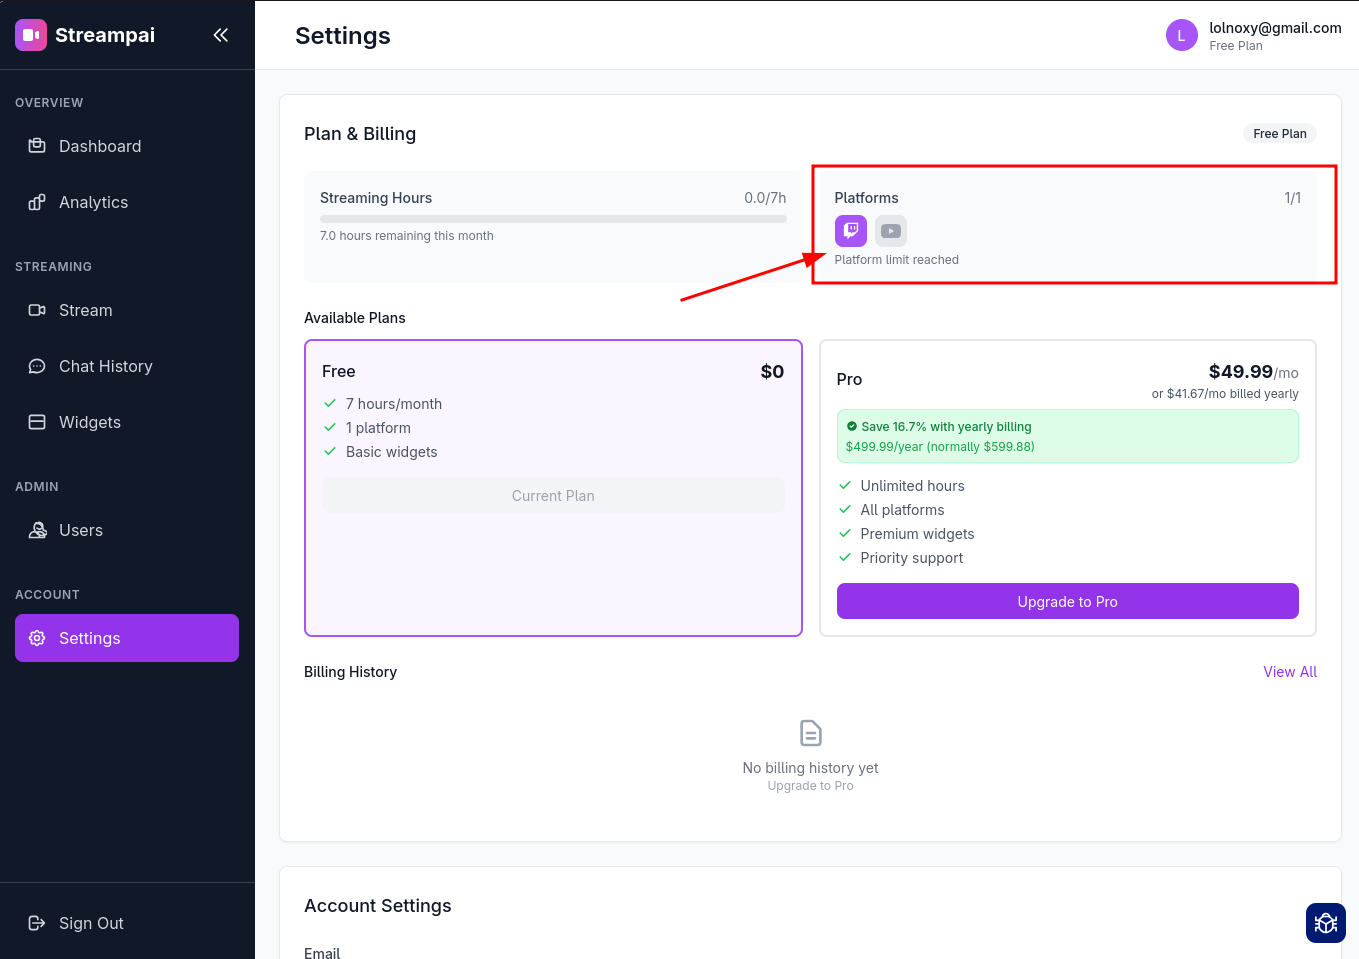 Streampai
OVERVIEW
Dashboard
Analytics
STREAMING
Stream
Chat History
Widgets
ADMIN
Users
ACCOUNT
Settings
Sign Out
Settings
L
lolnoxy@gmail.com
Free Plan
Plan & Billing
Free Plan
Streaming Hours
0.0/7h
7.0 hours remaining this month
Platforms
1/1
Platform limit reached
Available Plans
Free
$0
7 hours/month
1 platform
Basic widgets
Current Plan
Pro
$49.99/mo
or $41.67/mo billed yearly
Save 16.7% with yearly billing
$499.99/year (normally $599.88)
Unlimited hours
All platforms
Premium widgets
Priority support
Upgrade to Pro
Billing History
View All
No billing history yet
Upgrade to Pro
Account Settings
Email